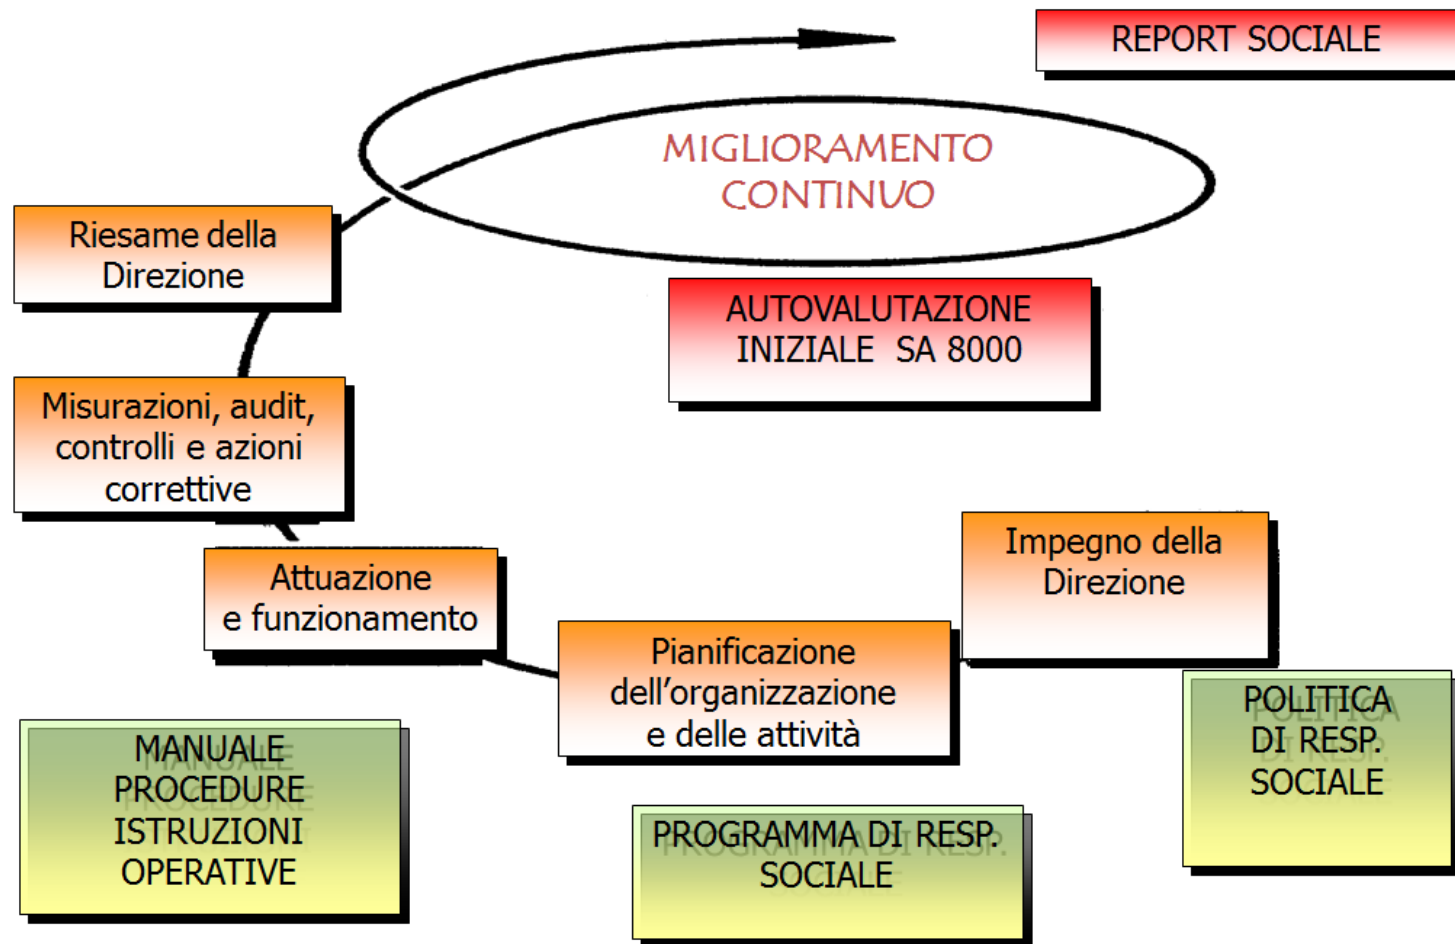 REPORT SOCIALE
MIGLIORAMENTO
CONTINUO
Riesame della
Direzione
AUTOVALUTAZIONE
INIZIALE SA 8000
Misurazioni, audit,
controlli e azioni
correttive
Impegno della
Direzione
Attuazione
e funzionamento
Pianificazione
dell’organizzazione
e delle attività
POLITICA
DI RESP.
SOCIALE
MANUALE
PROCEDURE
ISTRUZIONI
OPERATIVE
PROGRAMMA DI RESP.
SOCIALE